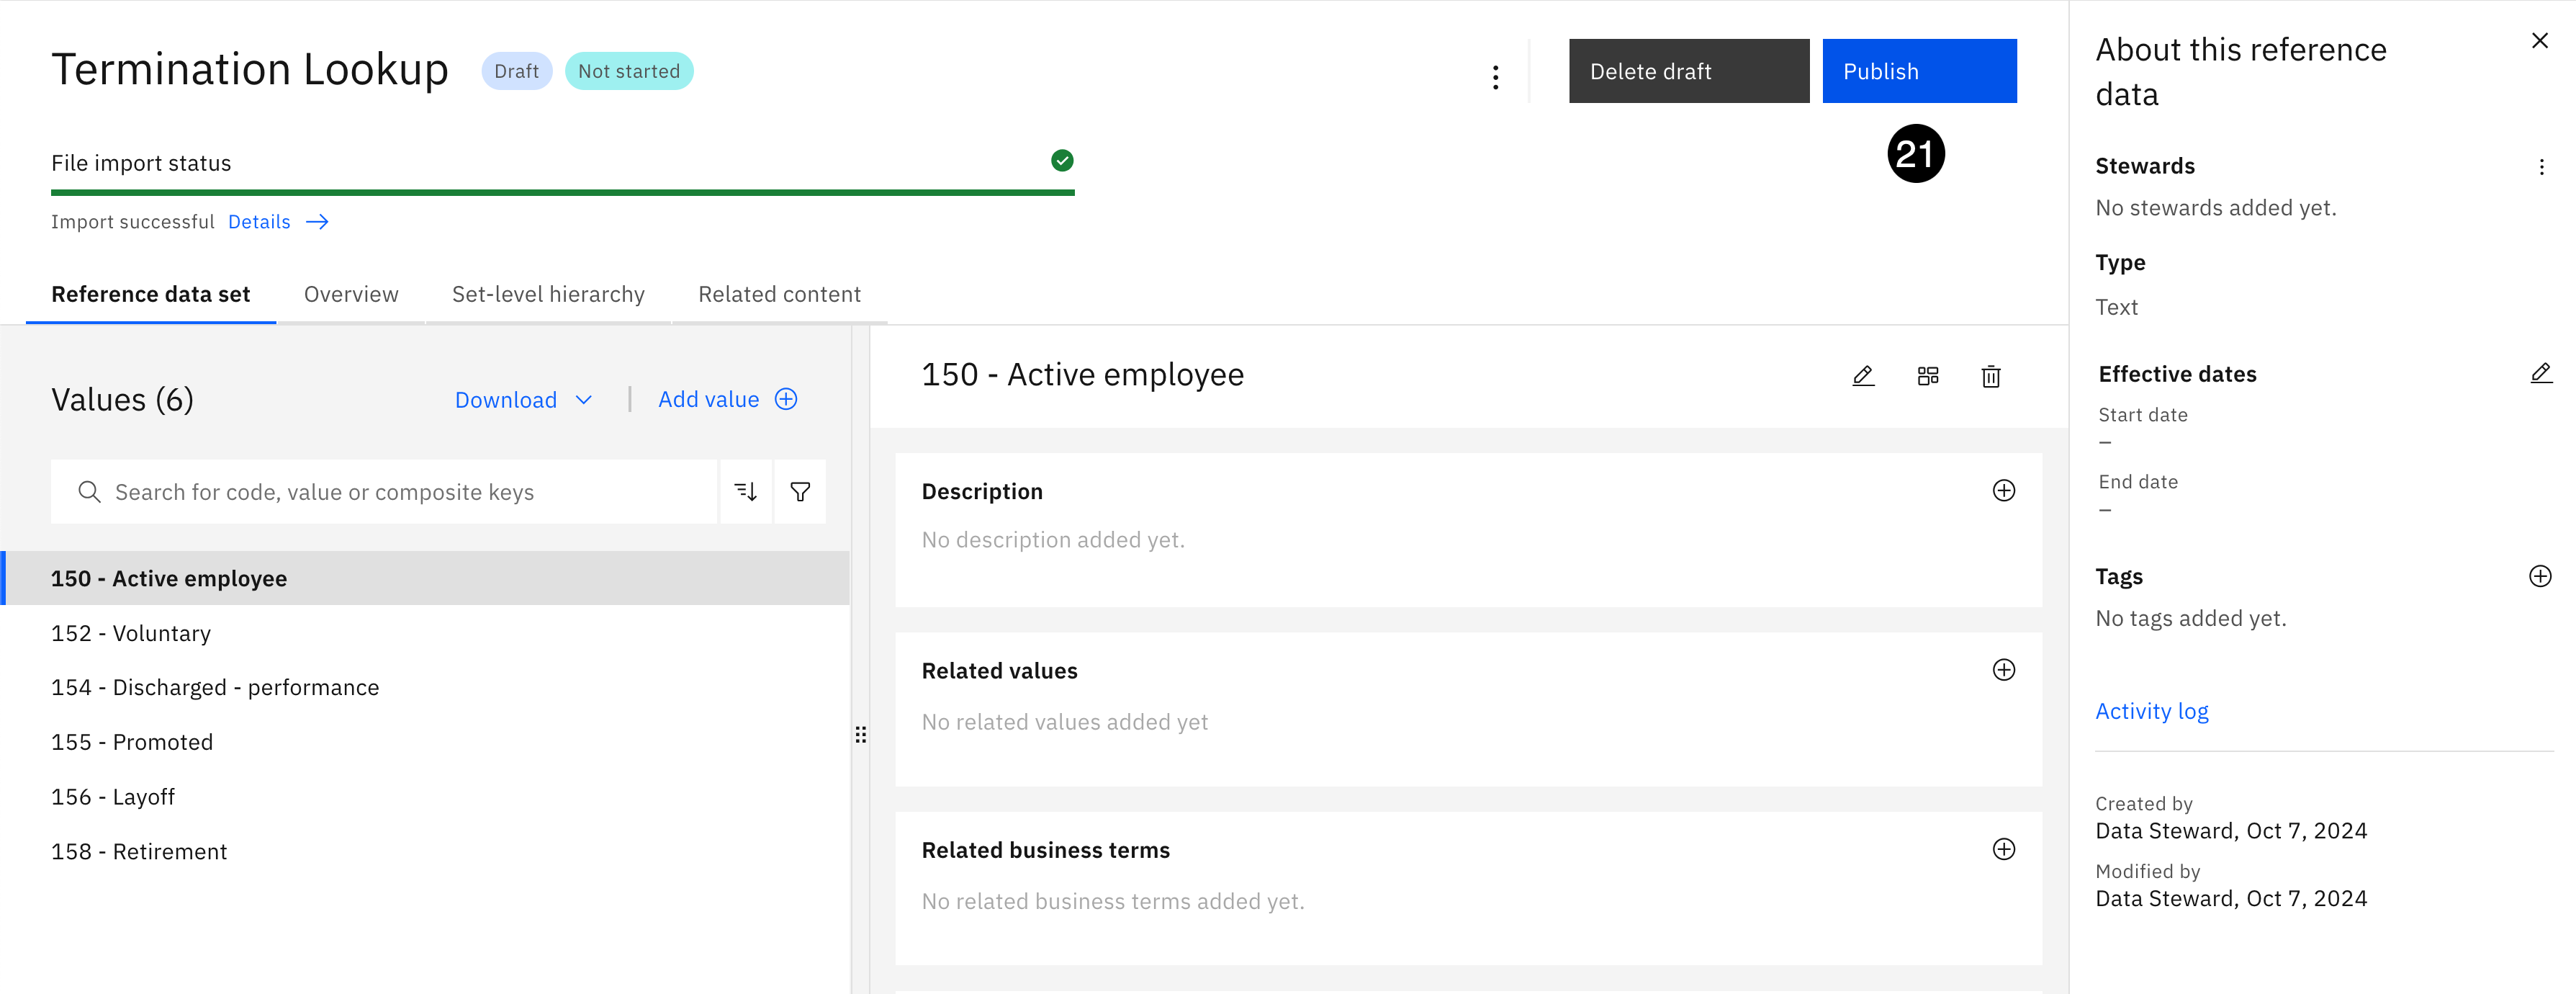 Termination Lookup
Draft
Not started
Delete draft
Publish
21
File import status
Import successful Details
Reference data set
Overview
Set-level hierarchy
Related content
Values (6)
Download
Add value
Search for code, value or composite keys
150 - Active employee
152 - Voluntary
154 - Discharged - performance
155 - Promoted
156 - Layoff
158 - Retirement
150 - Active employee
Description
No description added yet.
Related values
No related values added yet
Related business terms
No related business terms added yet.
About this reference
data
Stewards
No stewards added yet.
Type
Text
Effective dates
Start date
–
End date
–
Tags
No tags added yet.
Activity log
Created by
Data Steward, Oct 7, 2024
Modified by
Data Steward, Oct 7, 2024